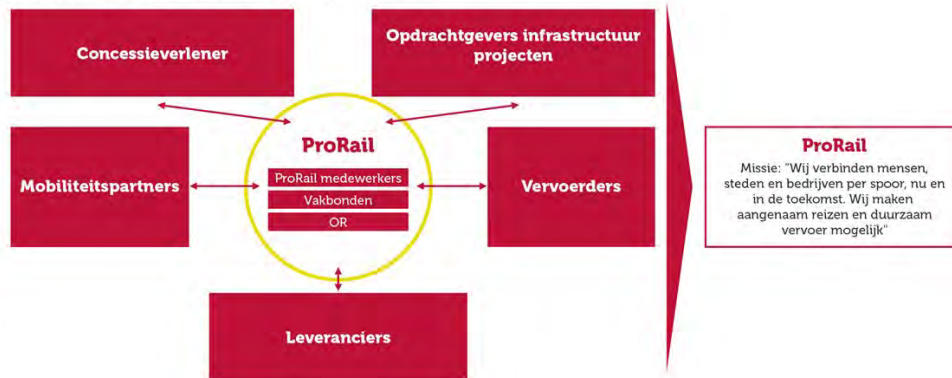 Concessieverlener
Opdrachtgevers infrastructuur
projecten
Mobiliteitspartners
ProRail
ProRail medewerkers
Vakbonden
OR
Vervoerders
Leveranciers
ProRail
Missie: "Wij verbinden mensen,
steden en bedrijven per spoor, nu en
in de toekomst. Wij maken
aangenaam reizen en duurzaam
vervoer mogelijk"